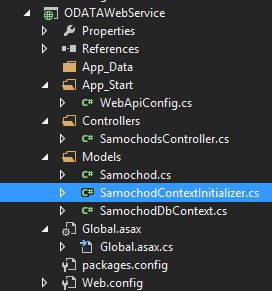 ODATAWebService
Properties
References
App_Data
App_Start
WebApiConfig.cs
Controllers
SamochodsController.cs
Models
Samochod.cs
SamochodContextInitializer.cs
SamochodDbContext.cs
Global.asax
Global.asax.cs
packages.config
Web.config